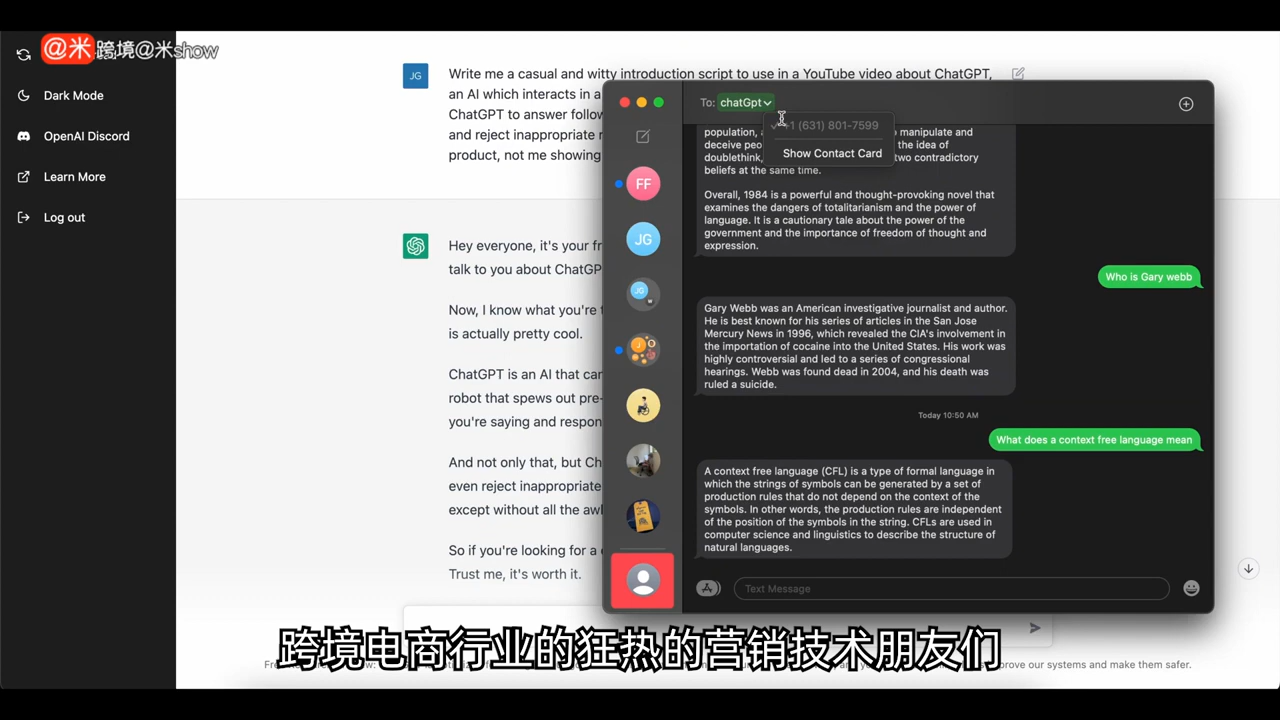 @米 跨境@米show
Dark Mode
OpenAI Discord
Learn More
Log out
JG
Write me a casual and witty introduction script to use in a YouTube video about ChatGPT,
an AI which interacts in a
ChatGPT to answer follow
and reject inappropriate
product, not me showing
Hey everyone, it's your fr
talk to you about ChatGP
Now, I know what you're t
is actually pretty cool.
ChatGPT is an AI that can
robot that spews out pre-
you're saying and respon
And not only that, but Ch
even reject inappropriate
except without all the aw
So if you're looking for a
Trust me, it's worth it.
To: chatGpt
+1 (631) 801-7599
Show Contact Card
FF
JG
JG
W
J
population, a
manipulate and
deceive peo
the idea of
doublethink,
two contradictory
beliefs at the same time.
Overall, 1984 is a powerful and thought-provoking novel that
examines the dangers of totalitarianism and the power of
language. It is a cautionary tale about the power of the
government and the importance of freedom of thought and
expression.
Who is Gary webb
Gary Webb was an American investigative journalist and author.
He is best known for his series of articles in the San Jose
Mercury News in 1996, which revealed the CIA's involvement in
the importation of cocaine into the United States. His work was
highly controversial and led to a series of congressional
hearings. Webb was found dead in 2004, and his death was
ruled a suicide.
Today 10:50 AM
What does a context free language mean
A context free language (CFL) is a type of formal language in
which the strings of symbols can be generated by a set of
production rules that do not depend on the context of the
symbols. In other words, the production rules are independent
of the position of the symbols in the string. CFLs are used in
computer science and linguistics to describe the structure of
natural languages.
Text Message
跨境电商行业的狂热的营销技术朋友们
prove our systems and make them safer.